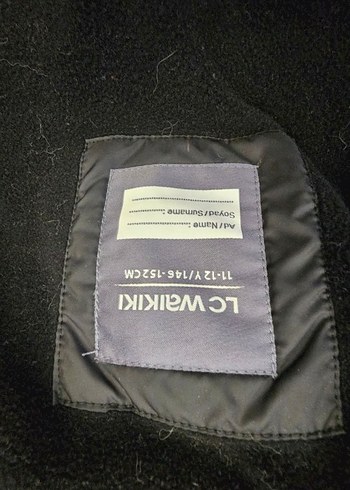 LC WAIKIKI
11-12 Y/146-152CM
Ad/Name :....................
Soyad/Surname :....................
....................